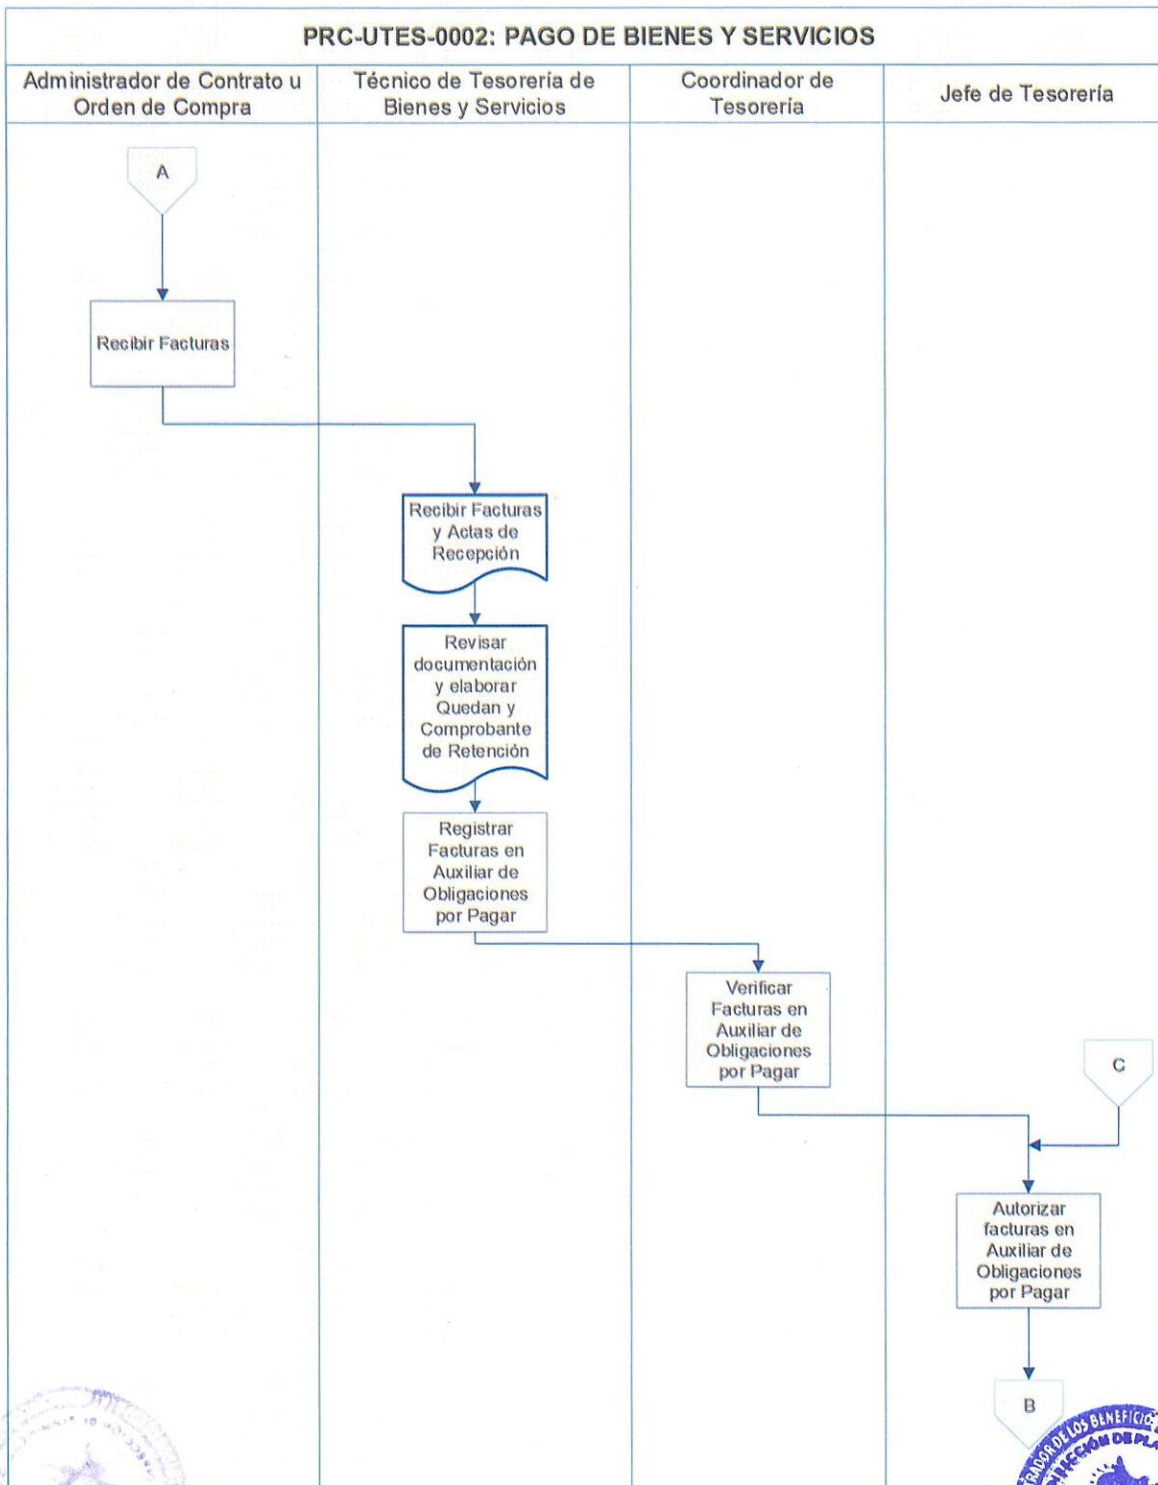 PRC-UTES-0002: PAGO DE BIENES Y SERVICIOS
Administrador de Contrato u
Orden de Compra
Técnico de Tesorería de
Bienes y Servicios
Coordinador de
Tesorería
Jefe de Tesorería
A
Recibir Facturas
Recibir Facturas
y Actas de
Recepción
Revisar
documentación
y elaborar
Quedan y
Comprobante
de Retención
Registrar
Facturas en
Auxiliar de
Obligaciones
por Pagar
Verificar
Facturas en
Auxiliar de
Obligaciones
por Pagar
C
Autorizar
facturas en
Auxiliar de
Obligaciones
por Pagar
B
DE LOS
DE